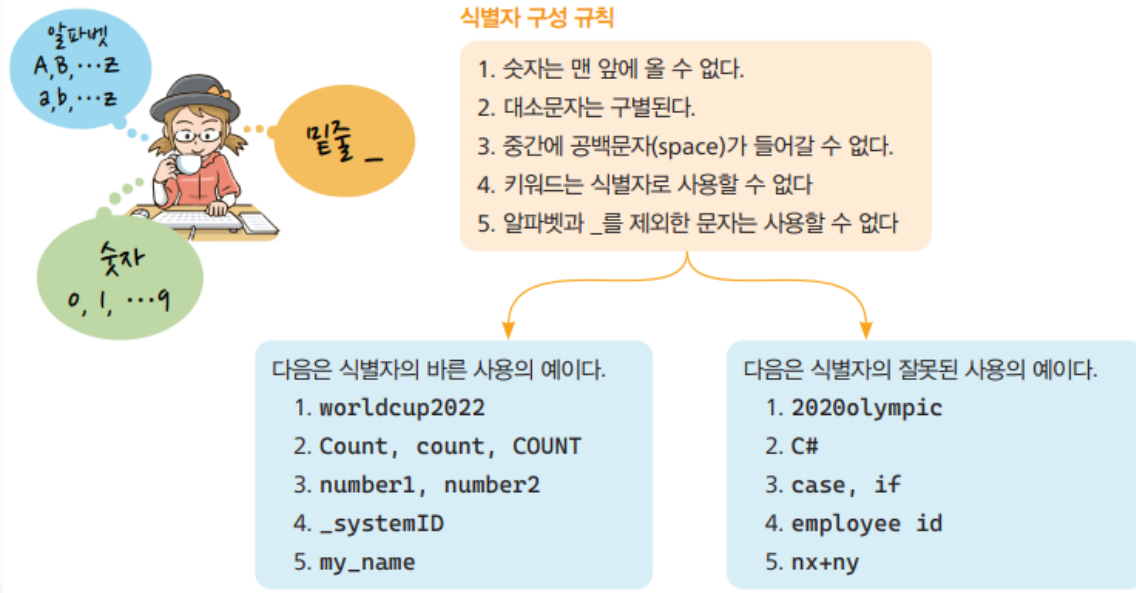 알파벳
A,B,…Z
a,b,…z
밑줄 _
숫자
0, 1, …9
식별자 구성 규칙
1. 숫자는 맨 앞에 올 수 없다.
2. 대소문자는 구별된다.
3. 중간에 공백문자(space)가 들어갈 수 없다.
4. 키워드는 식별자로 사용할 수 없다
5. 알파벳과 _를 제외한 문자는 사용할 수 없다
다음은 식별자의 바른 사용의 예이다.
1. worldcup2022
2. Count, count, COUNT
3. number1, number2
4. _systemID
5. my_name
다음은 식별자의 잘못된 사용의 예이다.
1. 2020olympic
2. C#
3. case, if
4. employee id
5. nx+ny